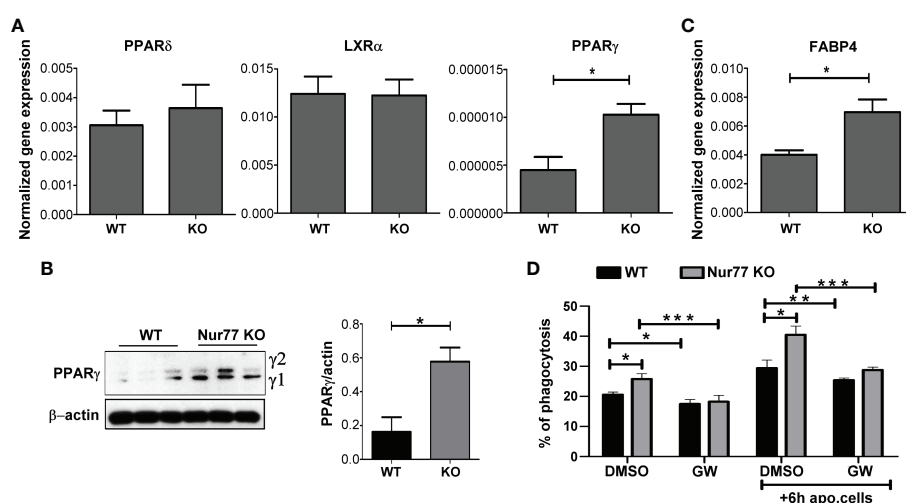 A
PPARδ
LXRα
PPARγ
C
FABP4
Normalized gene expression
0.005
0.004
0.003
0.002
0.001
0.000
WT
KO
0.015
0.010
0.005
0.000
WT
KO
0.000015
0.000010
0.000005
0.000000
*
WT
KO
Normalized gene expression
0.010
0.008
0.006
0.004
0.002
0.000
*
WT
KO
B
WT
Nur77 KO
PPARγ
γ2
γ1
β–actin
PPARγ/actin
0.8
0.6
0.4
0.2
0.0
*
WT
KO
D
WT
Nur77 KO
% of phagocytosis
50
40
30
20
10
0
***
*
*
***
**
*
DMSO
GW
DMSO
GW
+6h apo.cells